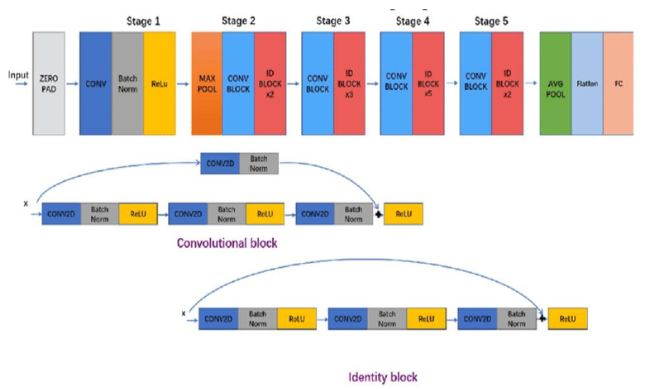 Stage 1 Stage 2 Stage 3 Stage 4 Stage 5
Input
ZERO PAD
CONV
Batch Norm
ReLu
MAX POOL
CONV BLOCK
ID BLOCK x2
CONV BLOCK
ID BLOCK x3
CONV BLOCK
ID BLOCK x5
CONV BLOCK
ID BLOCK x2
AVG POOL
Flatten
FC
CONV2D Batch Norm
x
CONV2D Batch Norm ReLU CONV2D Batch Norm ReLU CONV2D Batch Norm + ReLU
Convolutional block
x
CONV2D Batch Norm ReLU CONV2D Batch Norm ReLU CONV2D Batch Norm + ReLU
Identity block